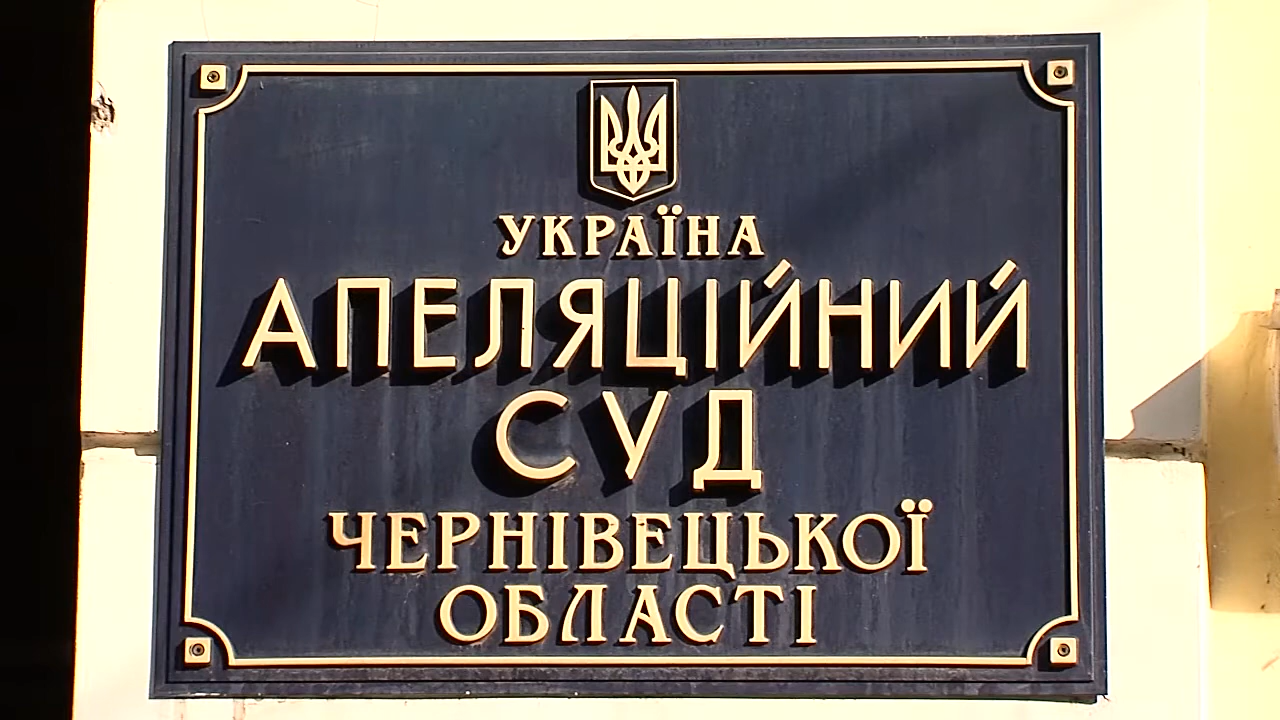 УКРАЇНА
АПЕЛЯЦІЙНИЙ
СУД
ЧЕРНІВЕЦЬКОЇ
ОБЛАСТІ